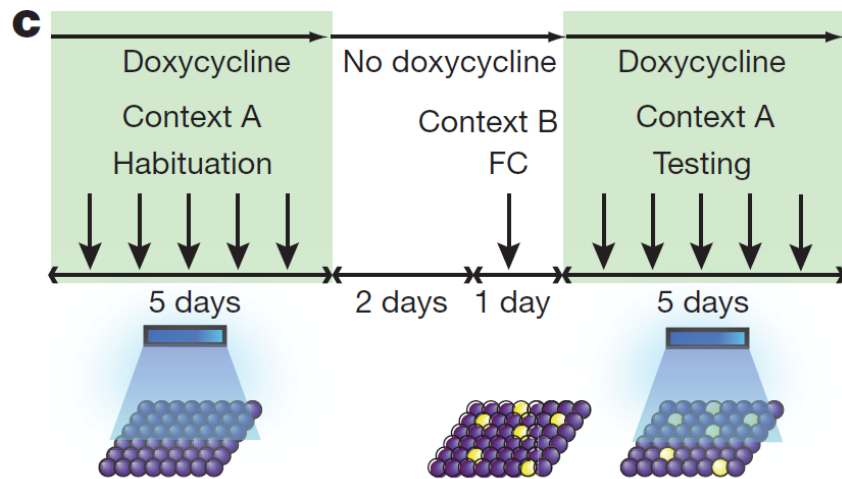 c
Doxycycline No doxycycline Doxycycline
Context A Context B Context A
Habituation FC Testing
5 days 2 days 1 day 5 days